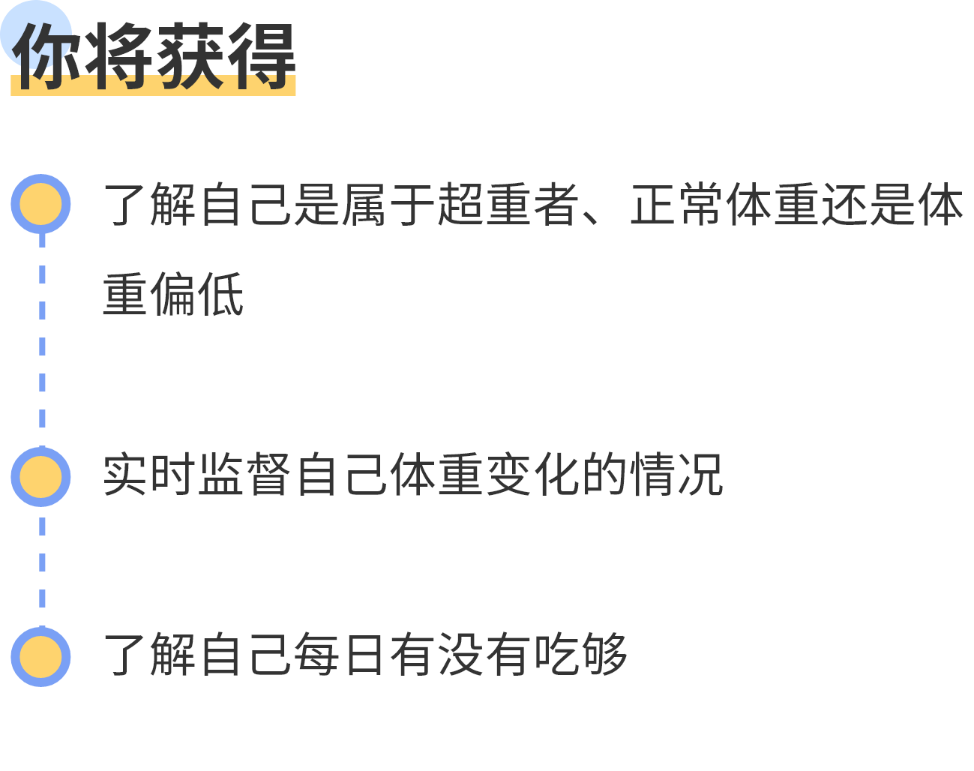 你将获得
了解自己是属于超重者、正常体重还是体
重偏低
实时监督自己体重变化的情况
了解自己每日有没有吃够